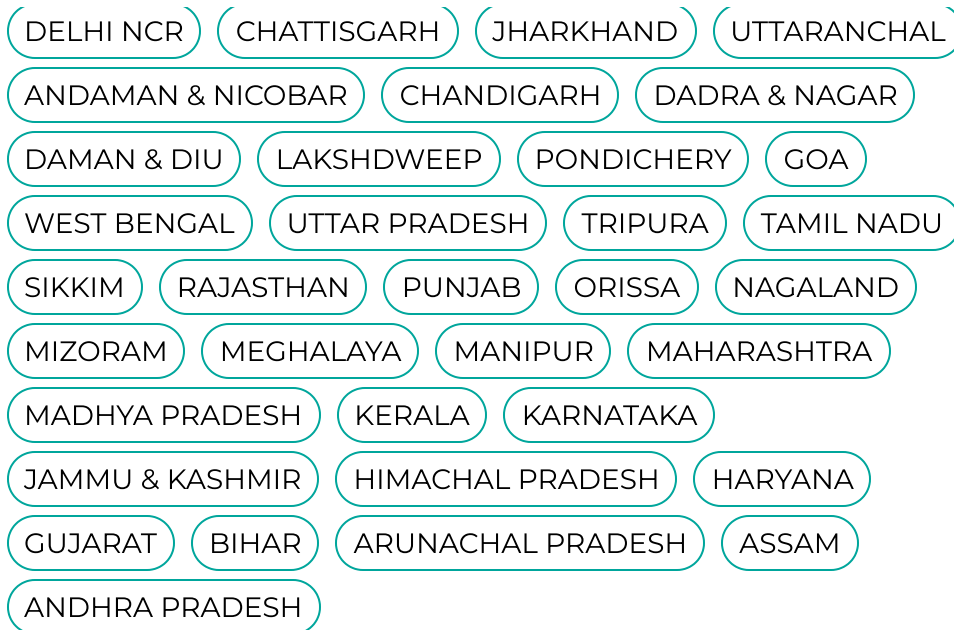 DELHI NCR CHATTISGARH JHARKHAND UTTARANCHAL
ANDAMAN & NICOBAR CHANDIGARH DADRA & NAGAR
DAMAN & DIU LAKSHDWEEP PONDICHERY GOA
WEST BENGAL UTTAR PRADESH TRIPURA TAMIL NADU
SIKKIM RAJASTHAN PUNJAB ORISSA NAGALAND
MIZORAM MEGHALAYA MANIPUR MAHARASHTRA
MADHYA PRADESH KERALA KARNATAKA
JAMMU & KASHMIR HIMACHAL PRADESH HARYANA
GUJARAT BIHAR ARUNACHAL PRADESH ASSAM
ANDHRA PRADESH